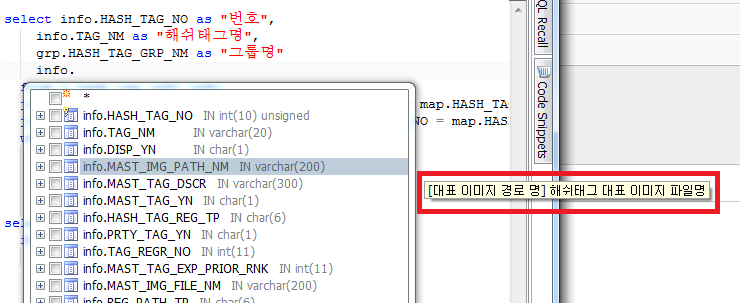 select info.HASH_TAG_NO as "번호",
info.TAG_NM as "해쉬태그명",
grp.HASH_TAG_GRP_NM as "그룹명"
info.
*
info.HASH_TAG_NO IN int(10) unsigned
map.HASH_TAG
info.TAG_NM IN varchar(20)
NO = map.HASH
info.DISP_YN IN char(1)
info.MAST_IMG_PATH_NM IN varchar(200)
info.MAST_TAG_DSCR IN varchar(300)
[대표 이미지 경로 명] 해쉬태그 대표 이미지 파일명
info.MAST_TAG_YN IN char(1)
info.HASH_TAG_REG_TP IN char(6)
info.PRTY_TAG_YN IN char(1)
info.TAG_REGR_NO IN int(11)
info.MAST_TAG_EXP_PRIOR_RNK IN int(11)
info.MAST_IMG_FILE_NM IN varchar(200)
info.REG_PATH_TP IN char(6)
sel
QL Recall
Code Snippets